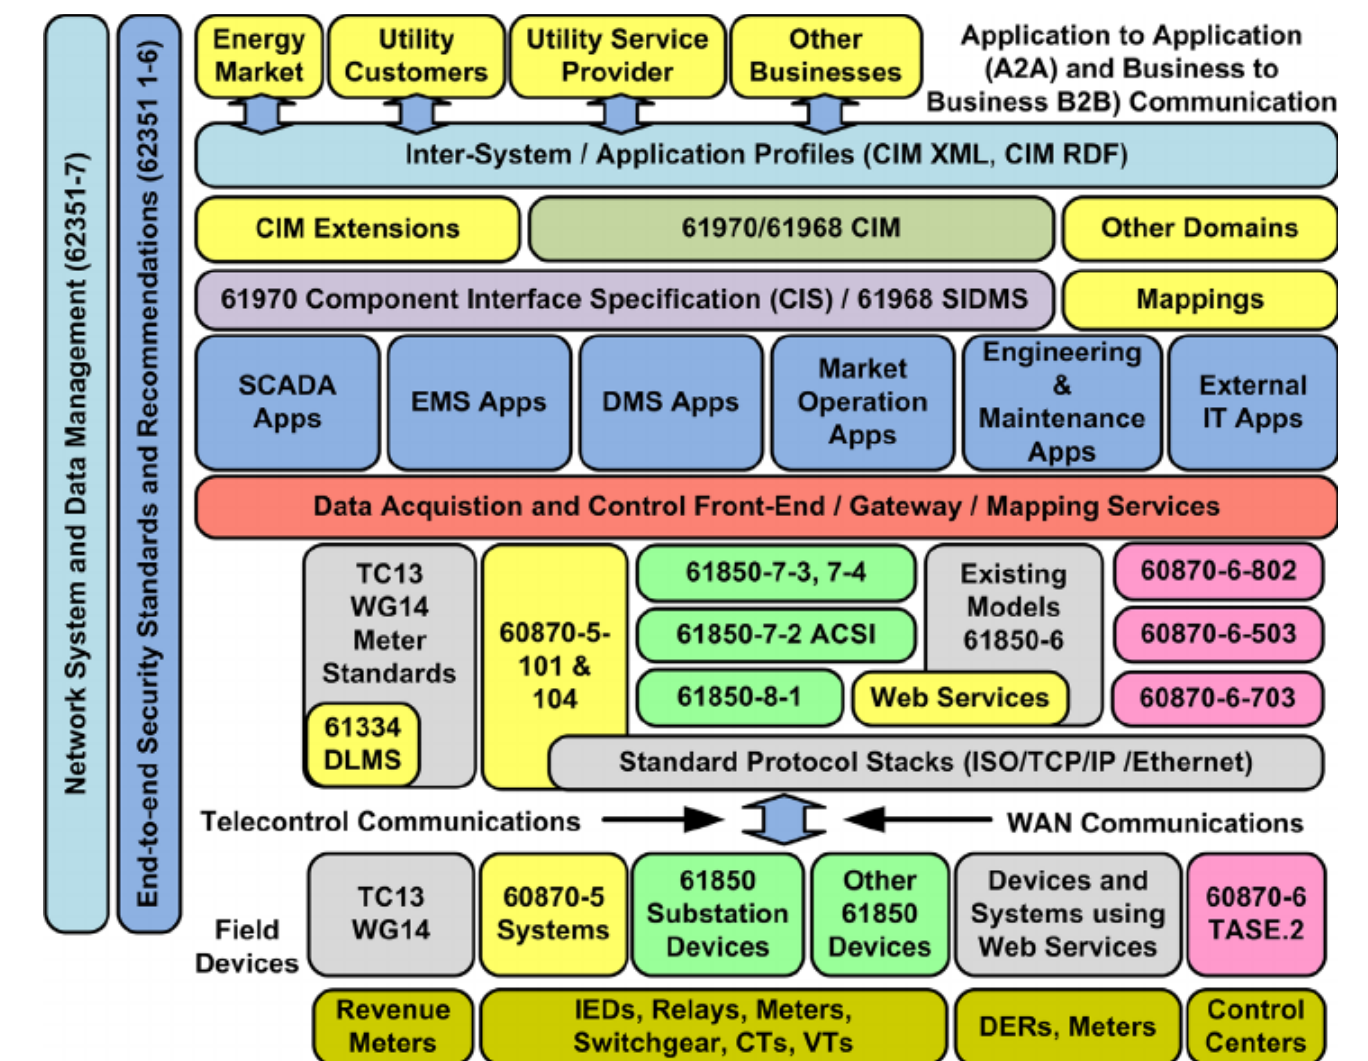 Network System and Data Management (62351-7)
End-to-end Security Standards and Recommendations (62351 1-6)
Energy
Market
Utility
Customers
Utility Service
Provider
Other
Businesses
Application to Application
(A2A) and Business to
Business B2B) Communication
Inter-System / Application Profiles (CIM XML, CIM RDF)
CIM Extensions
61970/61968 CIM
Other Domains
61970 Component Interface Specification (CIS) / 61968 SIDMS
Mappings
SCADA
Apps
EMS Apps
DMS Apps
Market
Operation
Apps
Engineering
&
Maintenance
Apps
External
IT Apps
Data Acquistion and Control Front-End / Gateway / Mapping Services
TC13
WG14
Meter
Standards
61334
DLMS
60870-5-
101 &
104
61850-7-3, 7-4
61850-7-2 ACSI
61850-8-1
Existing
Models
61850-6
Web Services
60870-6-802
60870-6-503
60870-6-703
Standard Protocol Stacks (ISO/TCP/IP /Ethernet)
Telecontrol Communications
WAN Communications
Field
Devices
TC13
WG14
60870-5
Systems
61850
Substation
Devices
Other
61850
Devices
Devices and
Systems using
Web Services
60870-6
TASE.2
Revenue
Meters
IEDs, Relays, Meters,
Switchgear, CTs, VTs
DERs, Meters
Control
Centers